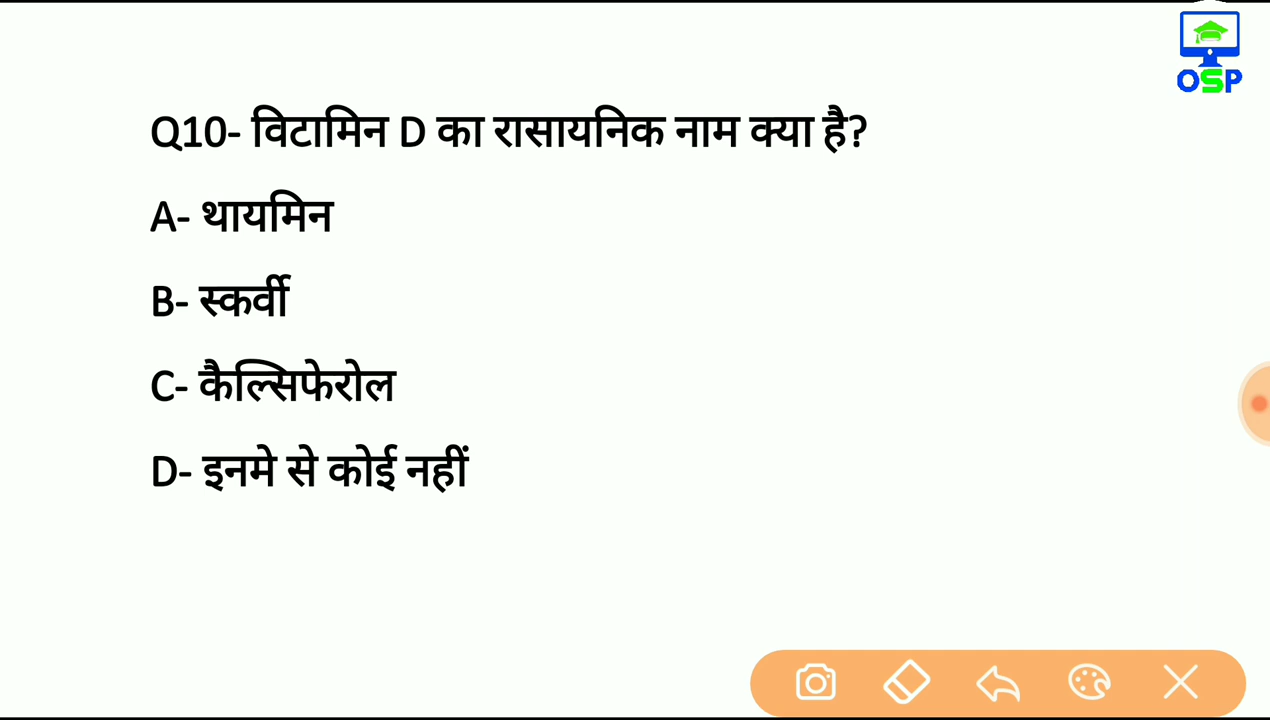 OSP
Q10- विटामिन D का रासायनिक नाम क्या है?
A- थायमिन
B- स्कर्वी
C- कैल्सिफेरोल
D- इनमे से कोई नहीं